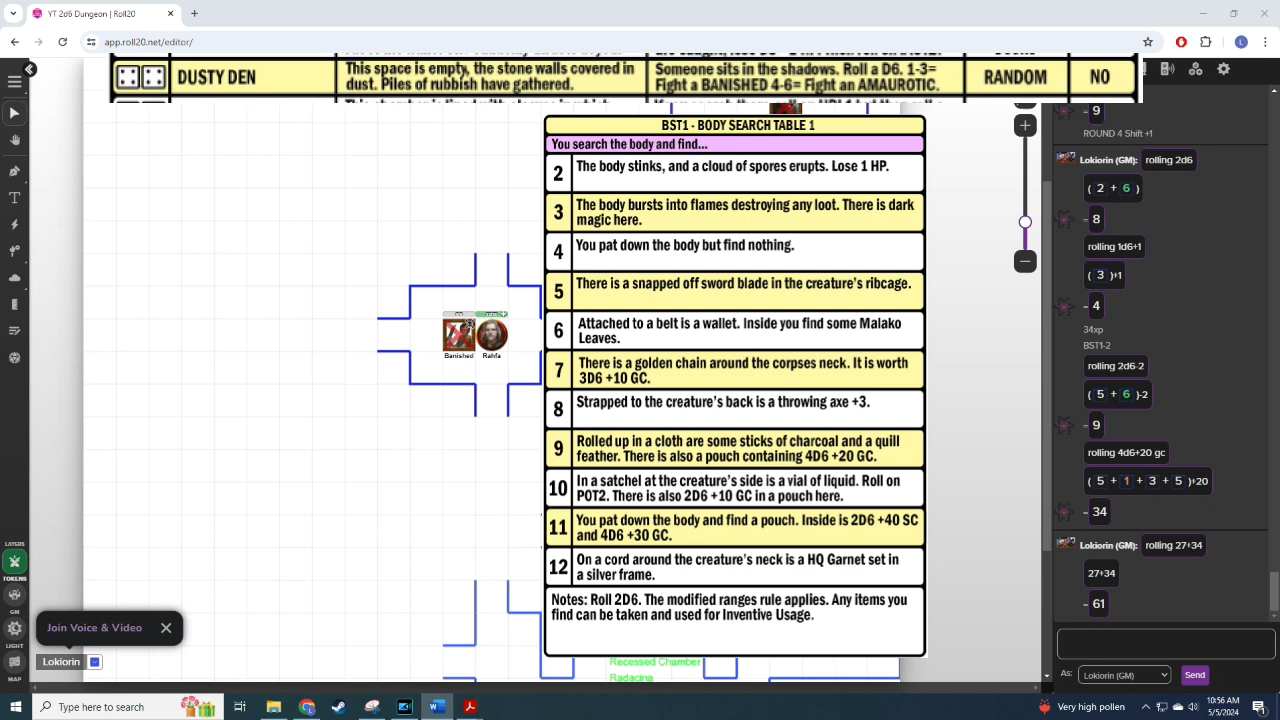 YT 2d6 Dungeon | Roll20
app.roll20.net/editor/
DUSTY DEN
This space is empty, the stone walls covered in
dust. Piles of rubbish have gathered.
Someone sits in the shadows. Roll a D6. 1-3=
Fight a BANISHED 4-6= Fight an AMAUROTIC.
RANDOM
NO
BST1 - BODY SEARCH TABLE 1
You search the body and find...
2
The body stinks, and a cloud of spores erupts. Lose 1 HP.
3
The body bursts into flames destroying any loot. There is dark
magic here.
4
You pat down the body but find nothing.
5
There is a snapped off sword blade in the creature's ribcage.
6
Attached to a belt is a wallet. Inside you find some Malako
Leaves.
7
There is a golden chain around the corpses neck. It is worth
3D6 +10 GC.
8
Strapped to the creature's back is a throwing axe +3.
9
Rolled up in a cloth are some sticks of charcoal and a quill
feather. There is also a pouch containing 4D6 +20 GC.
10
In a satchel at the creature's side is a vial of liquid. Roll on
POT2. There is also 2D6 +10 GC in a pouch here.
11
You pat down the body and find a pouch. Inside is 2D6 +40 SC
and 4D6 +30 GC.
12
On a cord around the creature's neck is a HQ Garnet set in
a silver frame.
Notes: Roll 2D6. The modified ranges rule applies. Any items you
find can be taken and used for Inventive Usage.
Banished
Rahfa
Recessed Chamber
Radacina
LAYERS
TOKENS
GM
LIGHT
MAP
Join Voice & Video
Lokiorin
9
ROUND 4 Shift +1
Lokiorin (GM): rolling 2d6
( 2 + 6 )
= 8
rolling 1d6+1
( 3 )+1
= 4
34xp
BST1-2
rolling 2d6-2
( 5 + 6 )-2
= 9
rolling 4d6+20 gc
( 5 + 1 + 3 + 5 )+20
= 34
Lokiorin (GM): rolling 27+34
27+34
= 61
As: Lokiorin (GM)
Send
Type here to search
Very high pollen
10:56 AM
5/5/2024